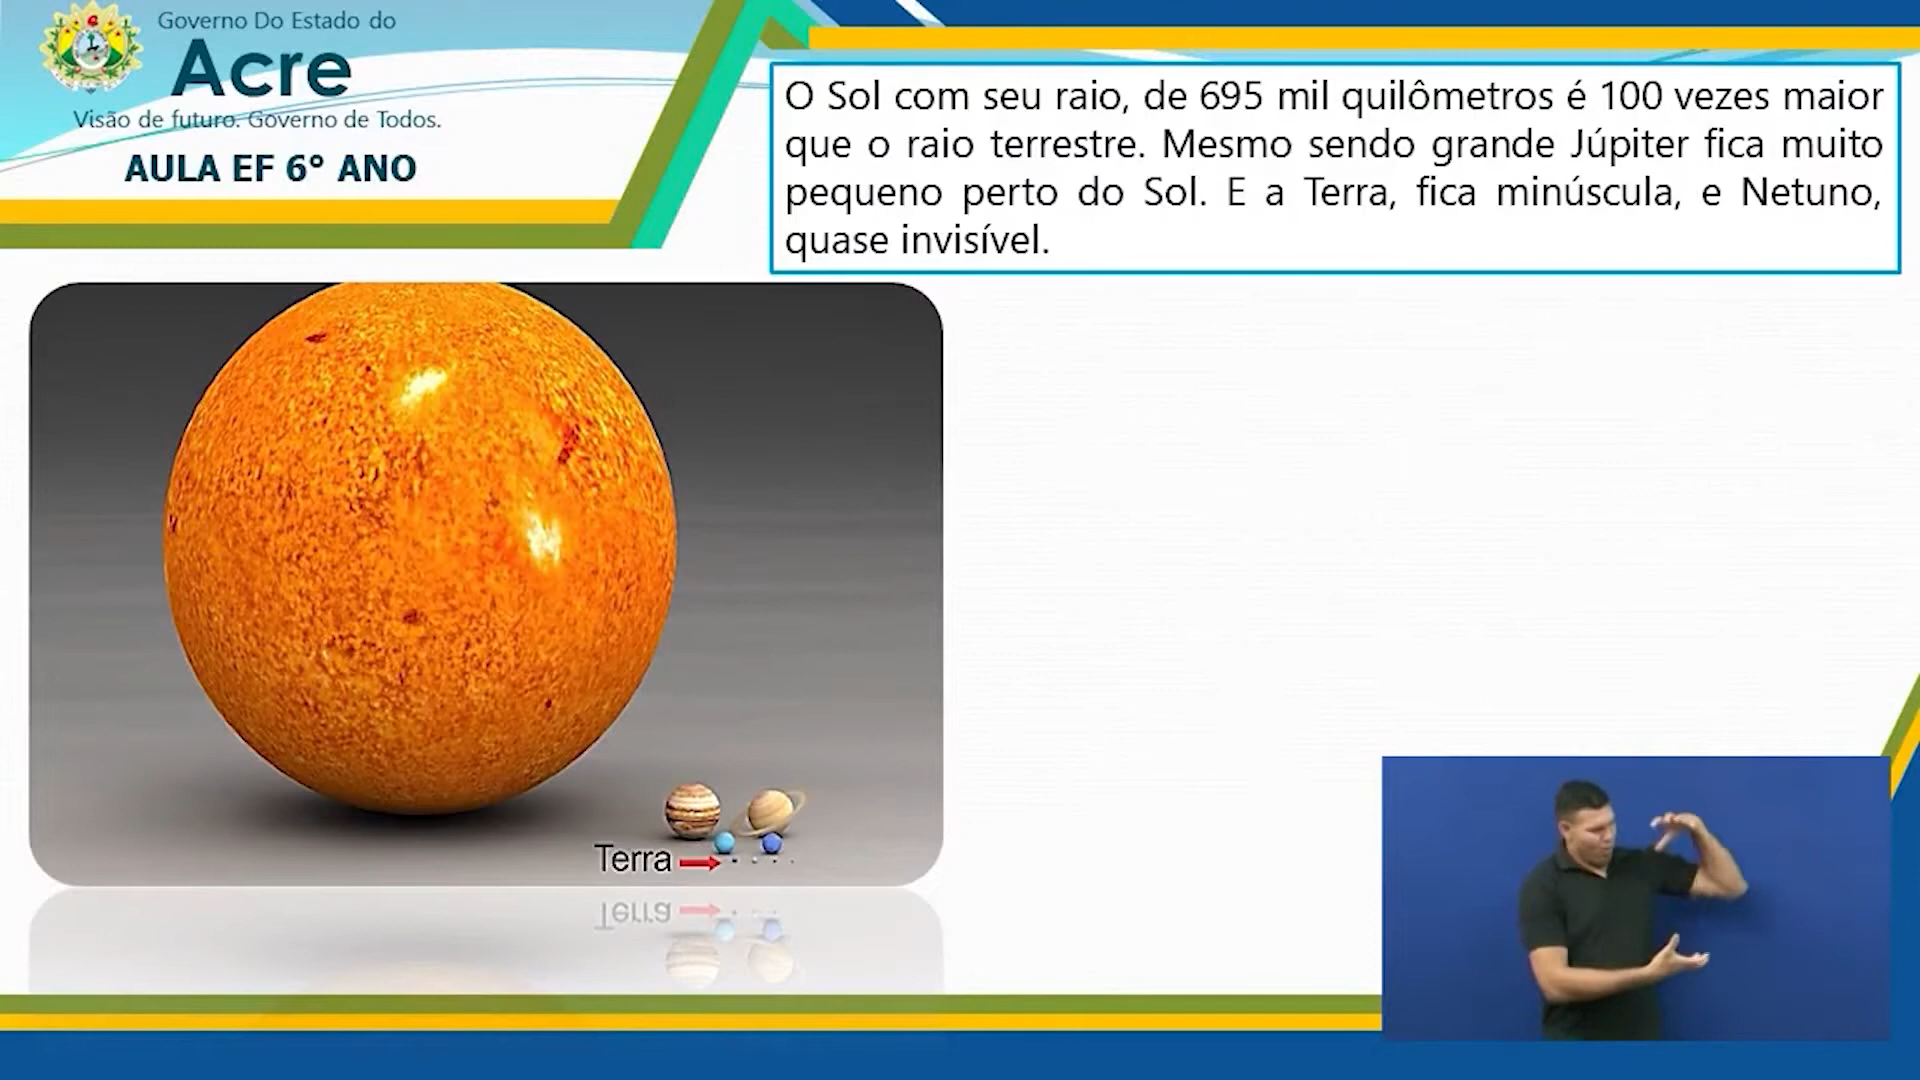 Governo Do Estado do
Acre
Visão de futuro. Governo de Todos.
AULA EF 6° ANO
O Sol com seu raio, de 695 mil quilômetros é 100 vezes maior
que o raio terrestre. Mesmo sendo grande Júpiter fica muito
pequeno perto do Sol. E a Terra, fica minúscula, e Netuno,
quase invisível.
Terra